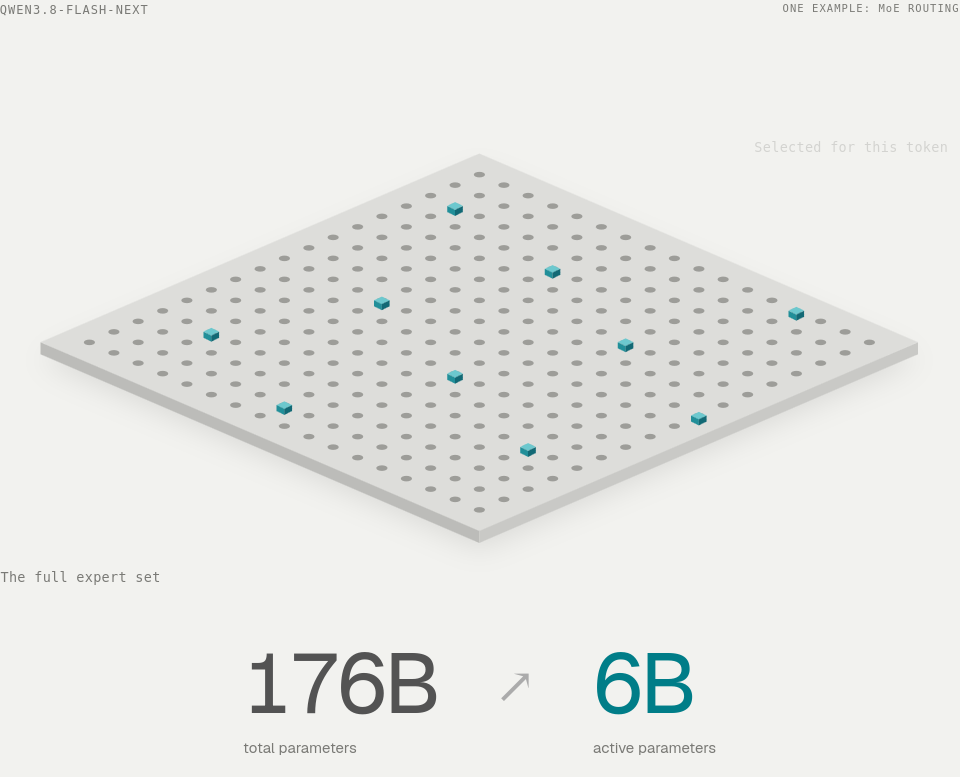 QWEN3.8-FLASH-NEXT
ONE EXAMPLE: MoE ROUTING
Selected for this token
The full expert set
176B
6B
total parameters
active parameters